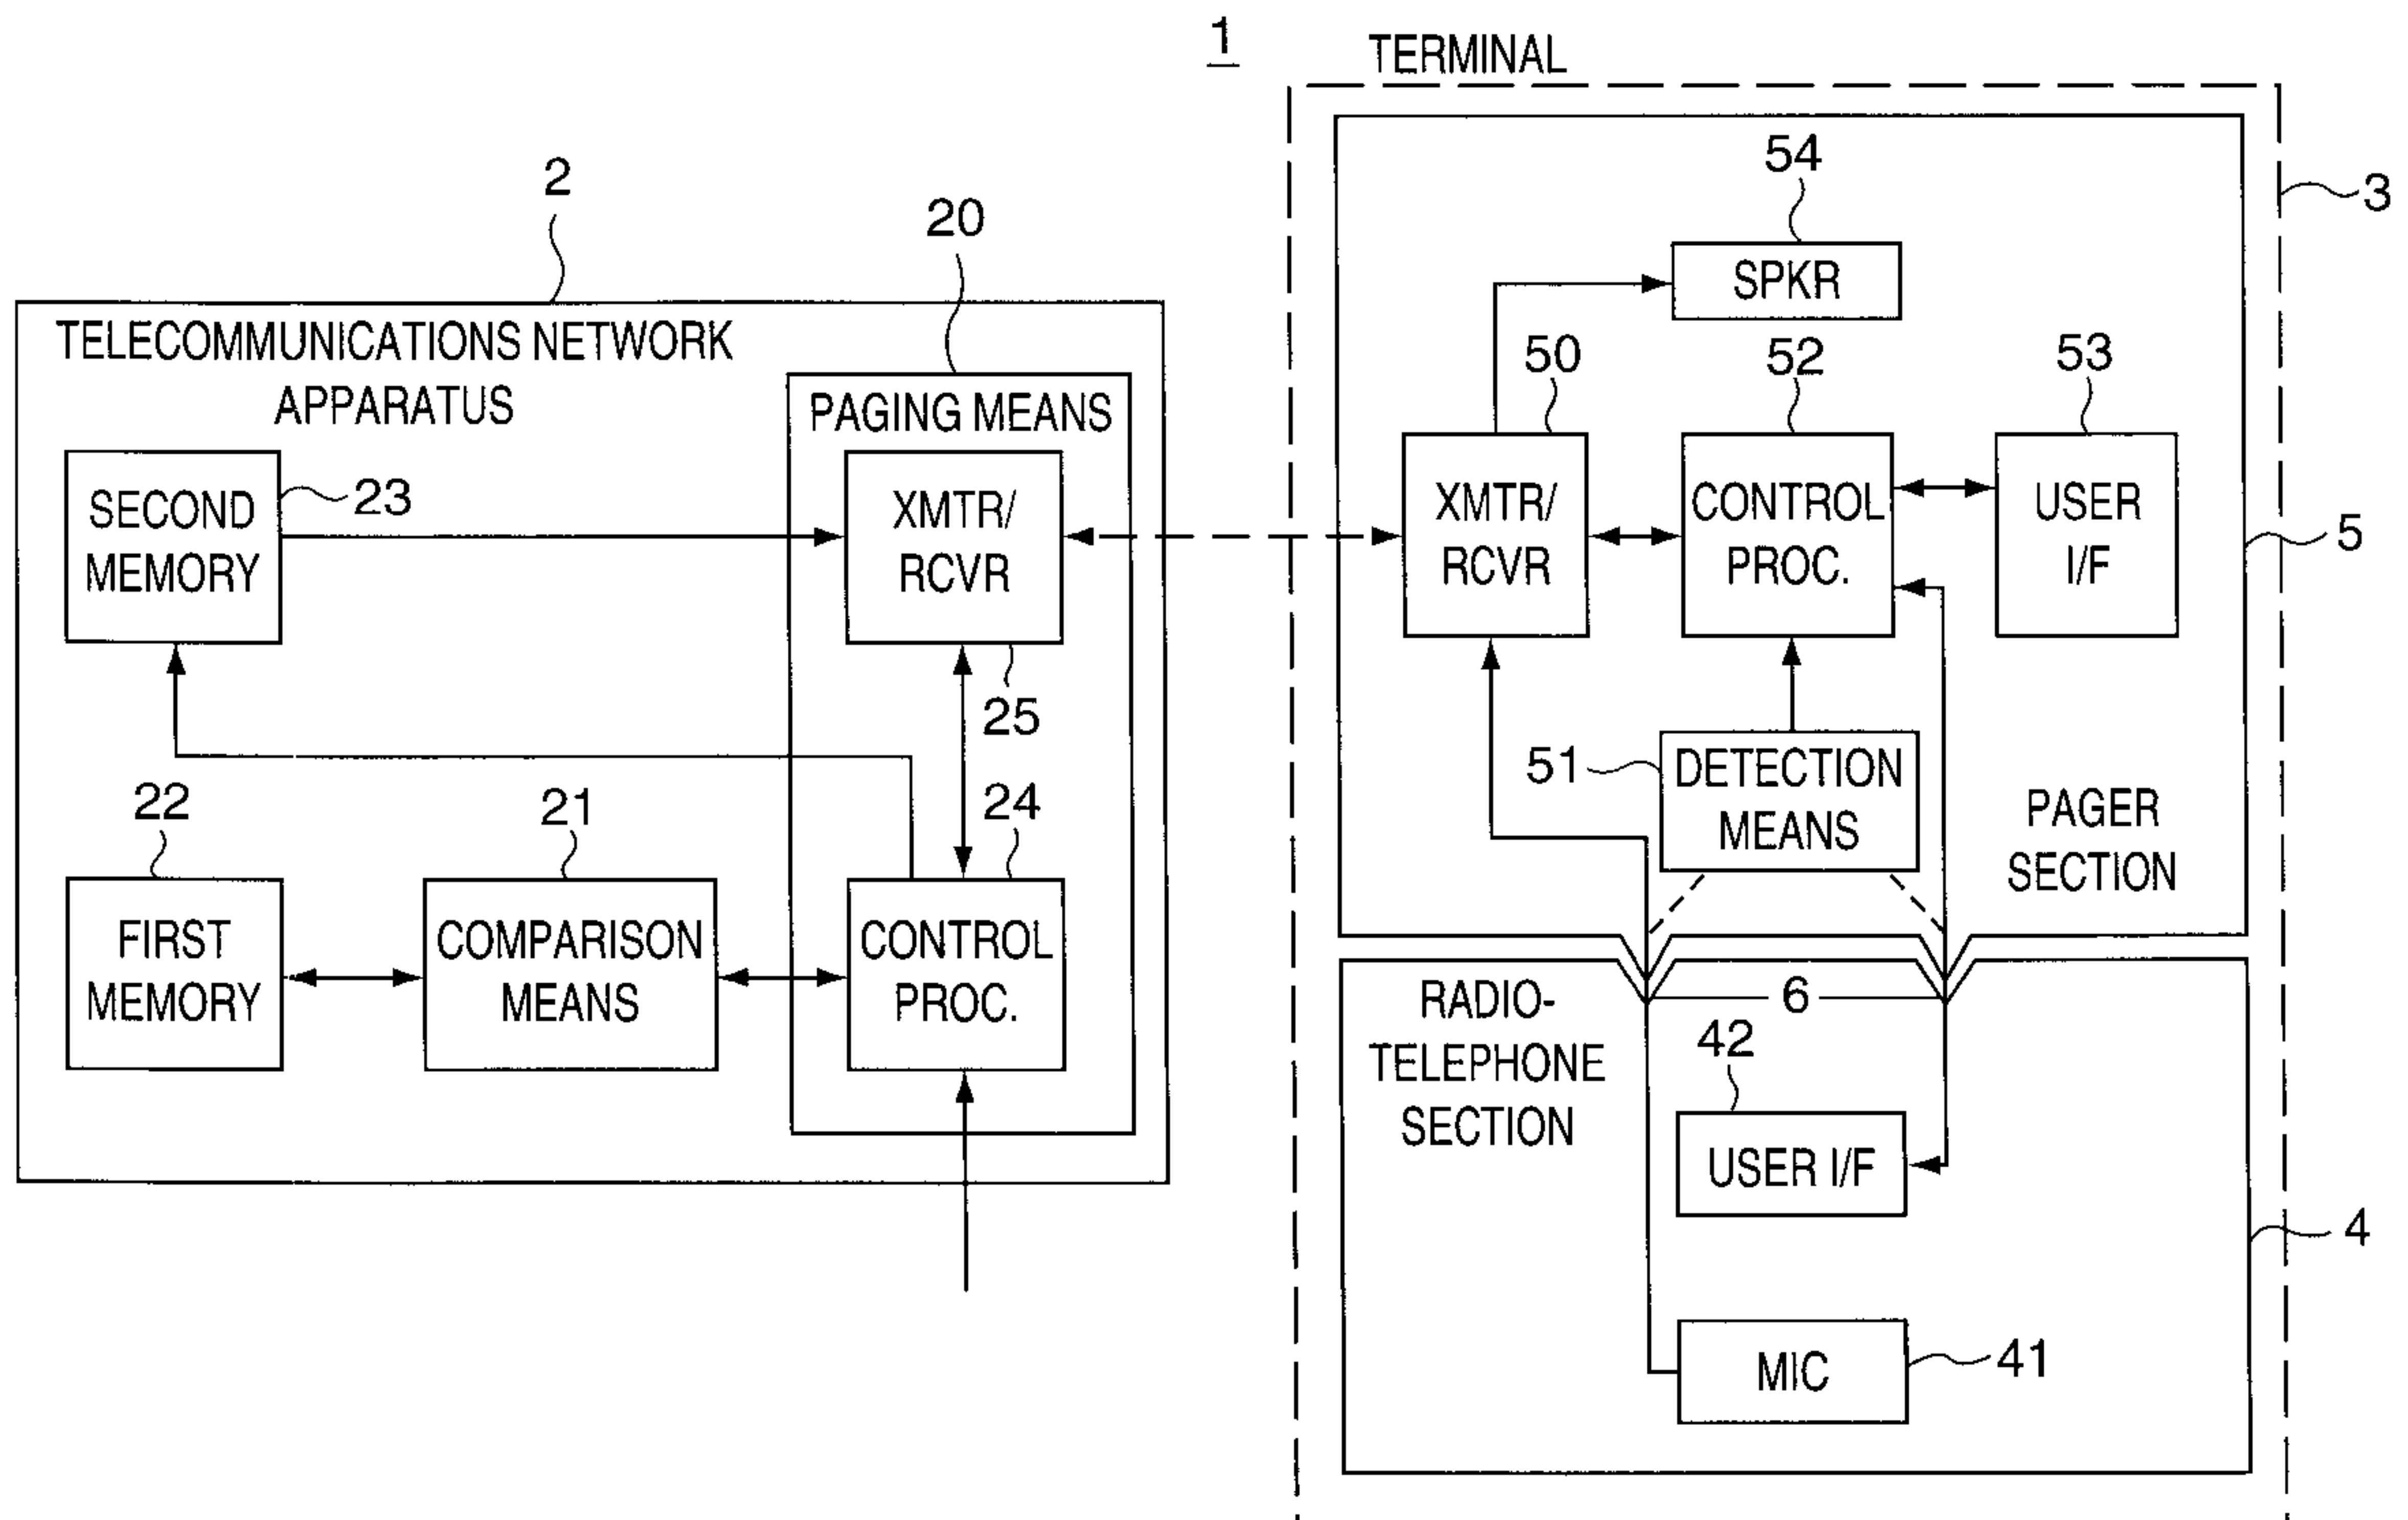 1
TERMINAL
2
20
TELECOMMUNICATIONS NETWORK
APPARATUS
PAGING MEANS
SECOND
MEMORY
23
XMTR/
RCVR
25
22
21
24
FIRST
MEMORY
COMPARISON
MEANS
CONTROL
PROC.
54
3
SPKR
50
52
53
XMTR/
RCVR
CONTROL
PROC.
USER
I/F
5
51
DETECTION
MEANS
PAGER
SECTION
RADIO-
TELEPHONE
SECTION
6
42
USER I/F
4
MIC
41